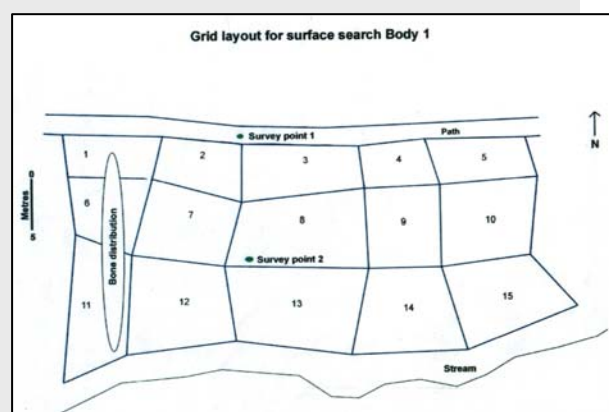 Grid layout for surface search Body 1
Survey point 1
Path
N
1
2
3
4
5
0
Metres
5
6
Bone distribution
7
8
9
10
Survey point 2
11
12
13
14
15
Stream